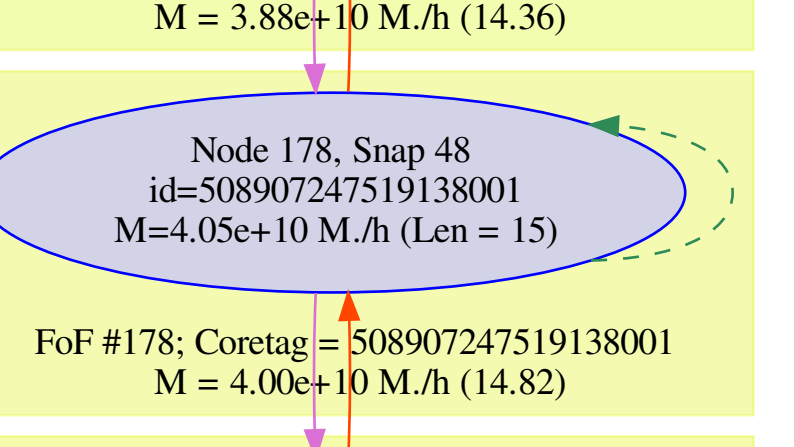 M = 3.88e+10 M./h (14.36)
Node 178, Snap 48
id=508907247519138001
M=4.05e+10 M./h (Len = 15)
FoF #178; Coretag = 508907247519138001
M = 4.00e+10 M./h (14.82)